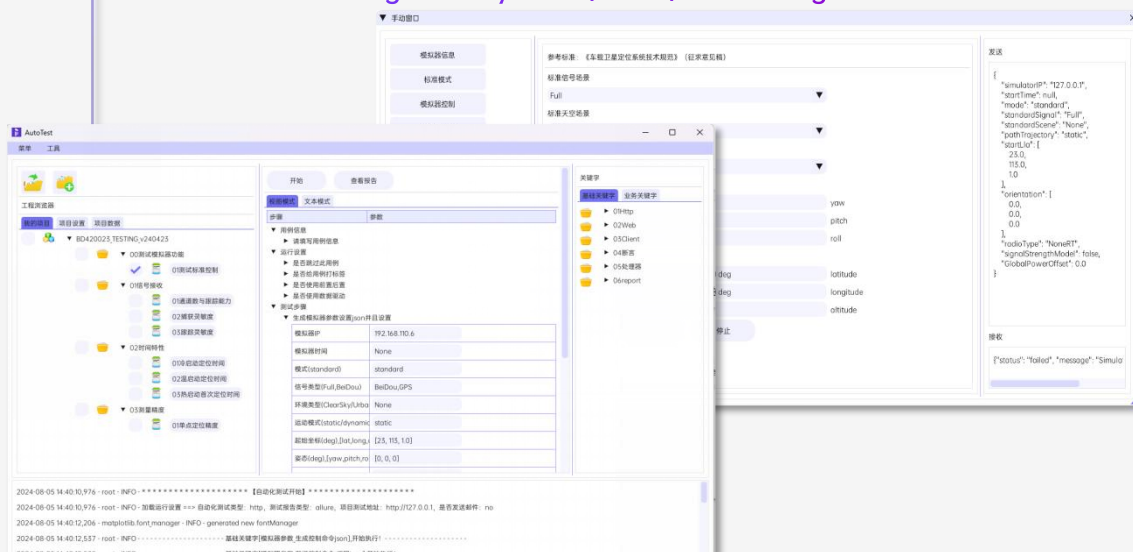 手动窗口
模拟器信息
标准模式
模拟器控制
参考标准：《车载卫星定位系统技术规范》（征求意见稿）
标准信号场景
Full
标准天空场景
yaw
pitch
roll
deg
latitude
deg
longitude
altitude
停止
发送
{
"simulatorIP": "127.0.0.1",
"startTime": null,
"mode": "standard",
"standardSignal": "Full",
"standardScene": "None",
"pathTrajectory": "static",
"startLla": [
23.0,
113.0,
1.0
],
"orientation": [
0.0,
0.0,
0.0
],
"radioType": "NoneRT",
"signalStrengthModel": false,
"GlobalPowerOffset": 0.0
}
接收
{"status": "failed", "message": "Simula
AutoTest
菜单 工具
工程浏览器
我的项目 项目设置 项目数据
BD420023_TESTING_v240423
00测试模拟器功能
01测试标准控制
01信号接收
01通道数与跟踪能力
02捕获灵敏度
03跟踪灵敏度
02时间特性
01冷启动定位时间
02温启动定位时间
03热启动首次定位时间
03测量精度
01单点定位精度
开始 查看报告
视图模式 文本模式
步骤 参数
用例信息
请填写用例信息
运行设置
是否跳过此用例
是否给用例打标签
是否使用前置后置
是否使用数据驱动
测试步骤
生成模拟器参数设置json并且设置
模拟器IP 192.168.110.6
模拟器时间 None
模式(standard) standard
信号类型(Full,BeiDou) BeiDou,GPS
环境类型(ClearSky/Urba None
运动模式(static/dynamic static
起始坐标(deg),[lat,long, [23, 113, 1.0]
姿态(deg),[yaw,pitch,ro [0, 0, 0]
关键字
基础关键字 业务关键字
01Http
02Web
03Client
04断言
05处理器
06report
2024-08-05 14:40:10,976 - root - INFO - * * * * * * * * * * * * * * * * * * * * 【自动化测试开始】 * * * * * * * * * * * * * * * * * * * *
2024-08-05 14:40:10,976 - root - INFO - 加载运行设置 ==> 自动化测试类型: http, 测试报告类型: allure, 项目测试地址: http://127.0.0.1, 是否发送邮件: no
2024-08-05 14:40:12,206 - matplotlib.font_manager - INFO - generated new fontManager
2024-08-05 14:40:12,537 - root - INFO - - - - - - - - - - - - - - - - - - - - 基础关键字[模拟器参数_生成控制命令json],开始执行! - - - - - - - - - - - - - - - - - - -